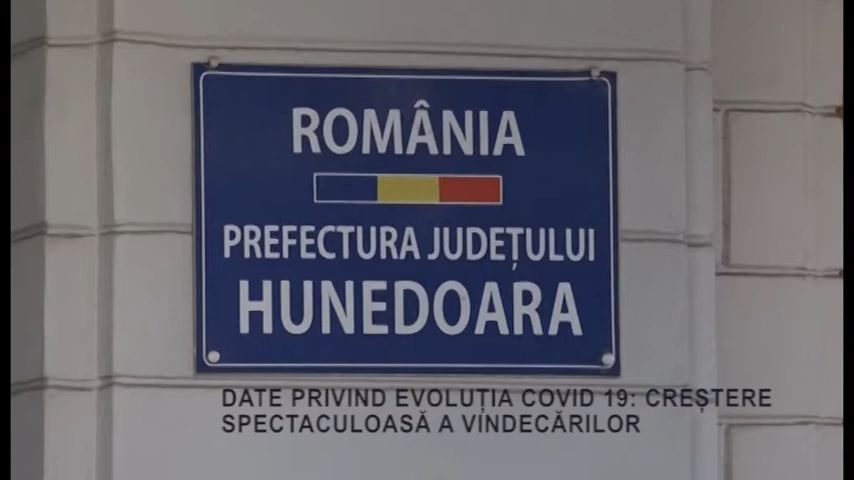 ROMÂNIA
PREFECTURA JUDEȚULUI
HUNEDOARA
DATE PRIVIND EVOLUȚIA COVID 19: CREȘTERE
SPECTACULOASĂ A VINDECĂRILOR